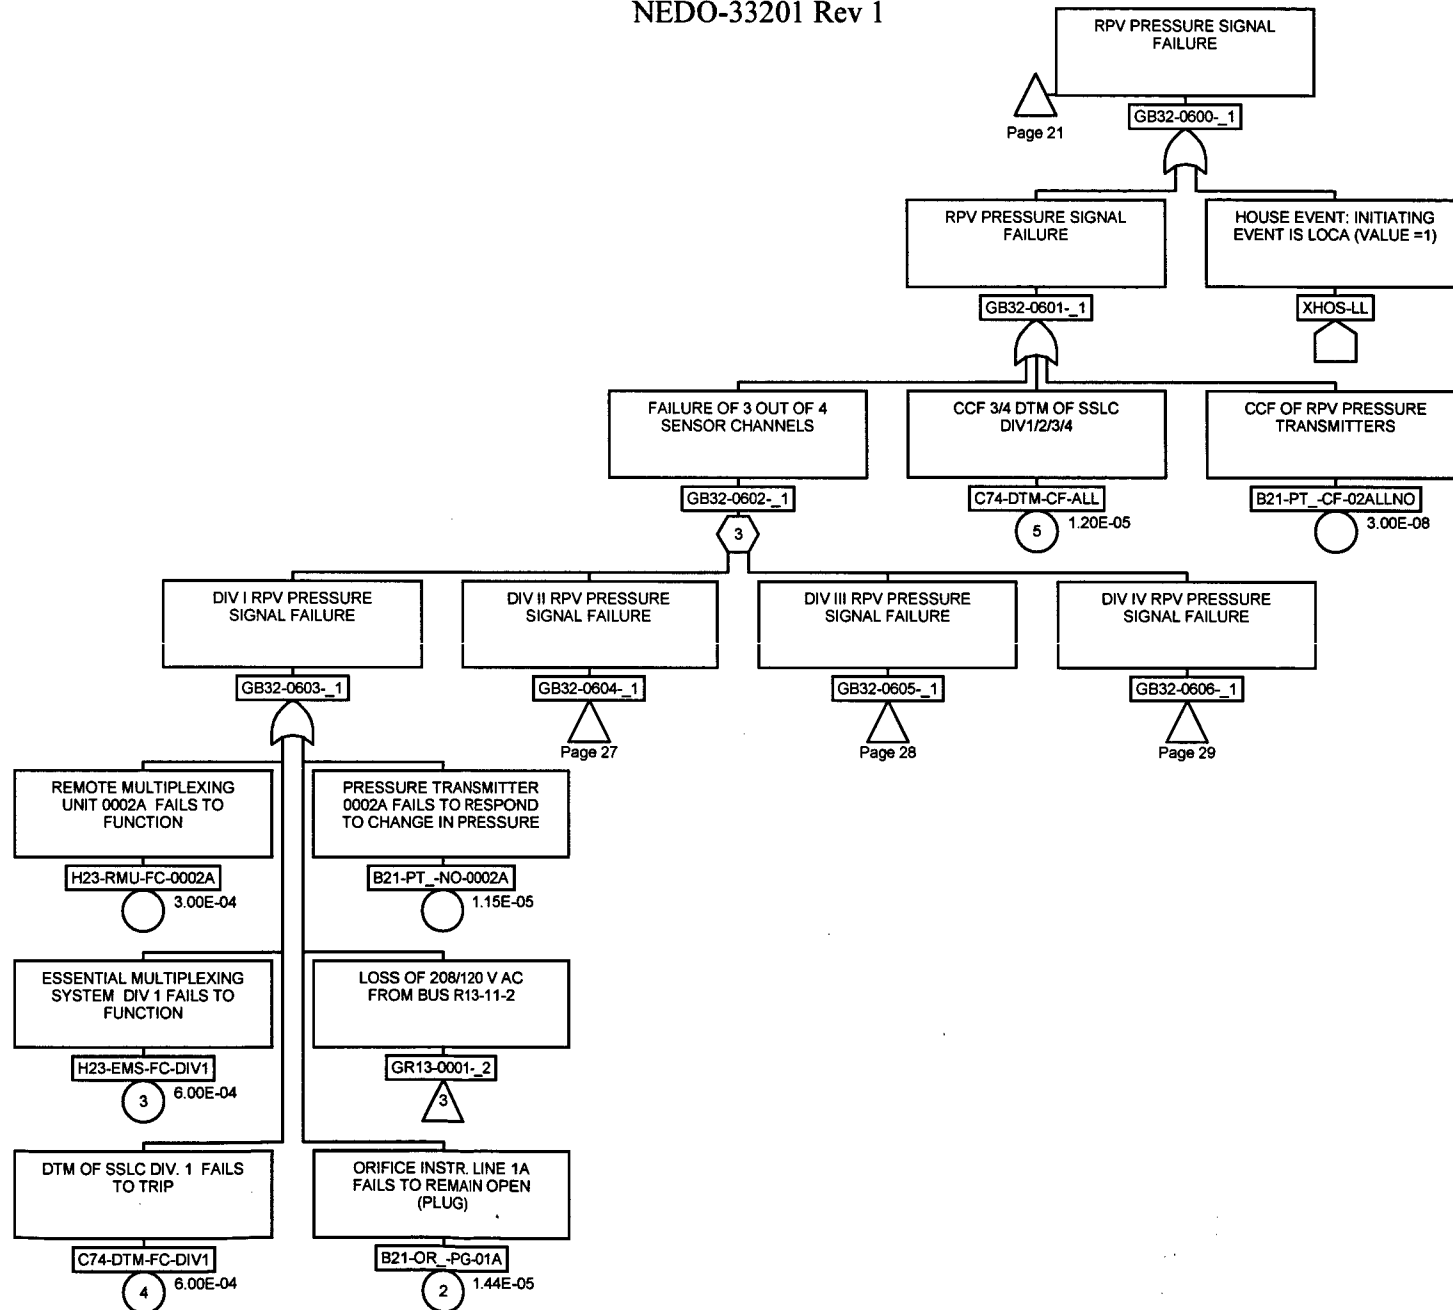 NEDO-33201 Rev 1
RPV PRESSURE SIGNAL
FAILURE
Page 21
GB32-0600-_1
RPV PRESSURE SIGNAL
FAILURE
GB32-0601-_1
HOUSE EVENT: INITIATING
EVENT IS LOCA (VALUE =1)
XHOS-LL
FAILURE OF 3 OUT OF 4
SENSOR CHANNELS
GB32-0602-_1
3
CCF 3/4 DTM OF SSLC
DIV1/2/3/4
C74-DTM-CF-ALL
5
1.20E-05
CCF OF RPV PRESSURE
TRANSMITTERS
B21-PT_-CF-02ALLNO
3.00E-08
DIV I RPV PRESSURE
SIGNAL FAILURE
GB32-0603-_1
DIV II RPV PRESSURE
SIGNAL FAILURE
GB32-0604-_1
Page 27
DIV III RPV PRESSURE
SIGNAL FAILURE
GB32-0605-_1
Page 28
DIV IV RPV PRESSURE
SIGNAL FAILURE
GB32-0606-_1
Page 29
REMOTE MULTIPLEXING
UNIT 0002A FAILS TO
FUNCTION
H23-RMU-FC-0002A
3.00E-04
PRESSURE TRANSMITTER
0002A FAILS TO RESPOND
TO CHANGE IN PRESSURE
B21-PT_-NO-0002A
1.15E-05
ESSENTIAL MULTIPLEXING
SYSTEM DIV 1 FAILS TO
FUNCTION
H23-EMS-FC-DIV1
3
6.00E-04
LOSS OF 208/120 V AC
FROM BUS R13-11-2
GR13-0001-_2
3
DTM OF SSLC DIV. 1 FAILS
TO TRIP
C74-DTM-FC-DIV1
4
6.00E-04
ORIFICE INSTR. LINE 1A
FAILS TO REMAIN OPEN
(PLUG)
B21-OR_-PG-01A
2
1.44E-05